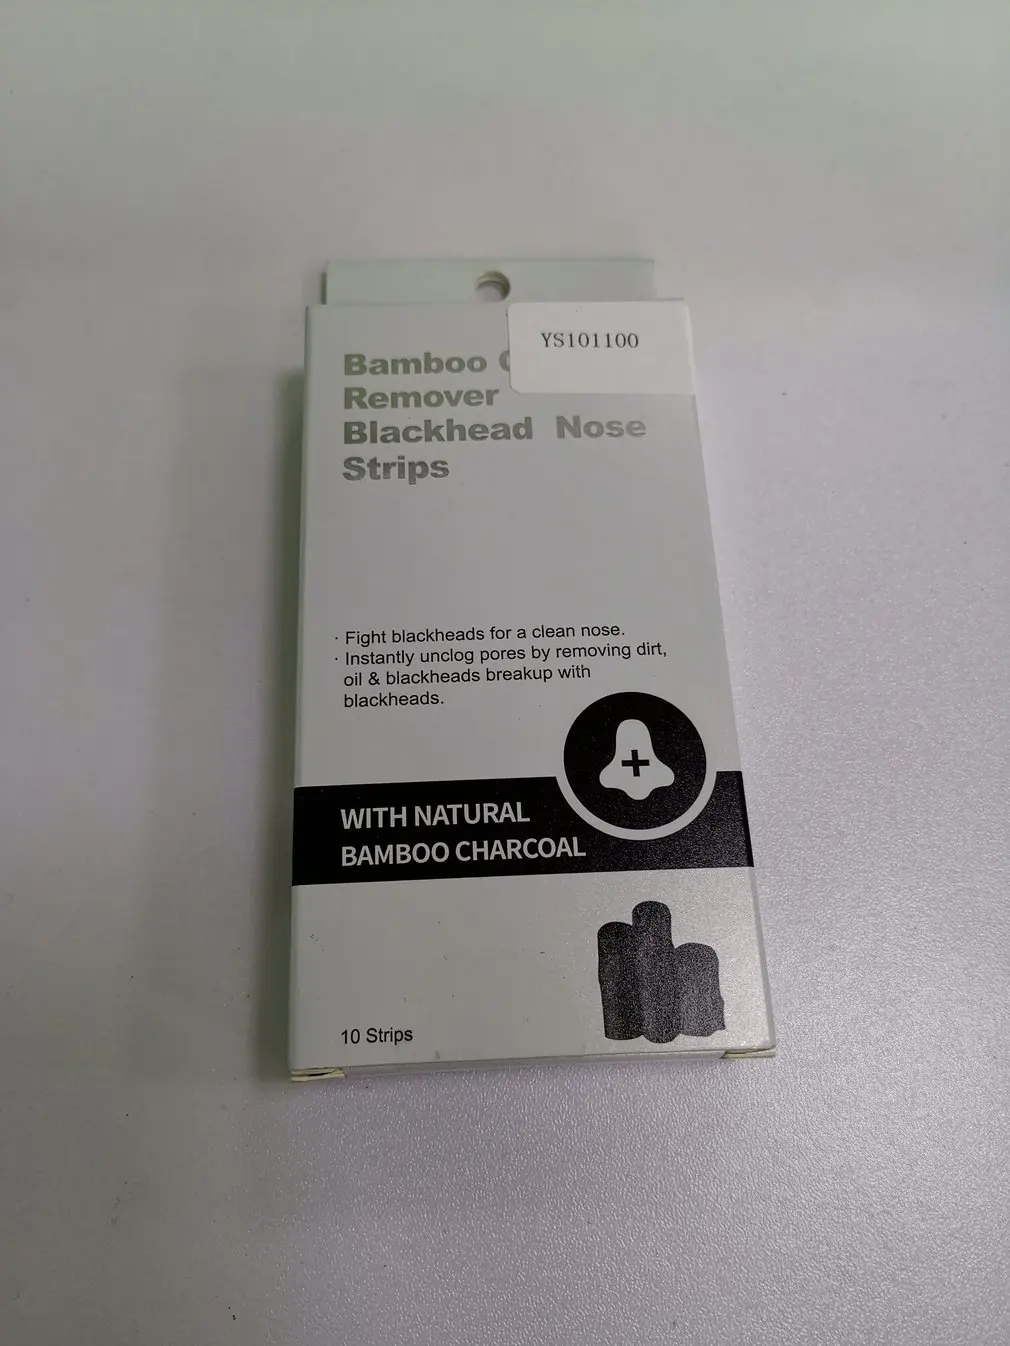 YS101100
Bamboo
Remover
Blackhead Nose
Strips
· Fight blackheads for a clean nose.
· Instantly unclog pores by removing dirt,
oil & blackheads breakup with
blackheads.
WITH NATURAL
BAMBOO CHARCOAL
10 Strips